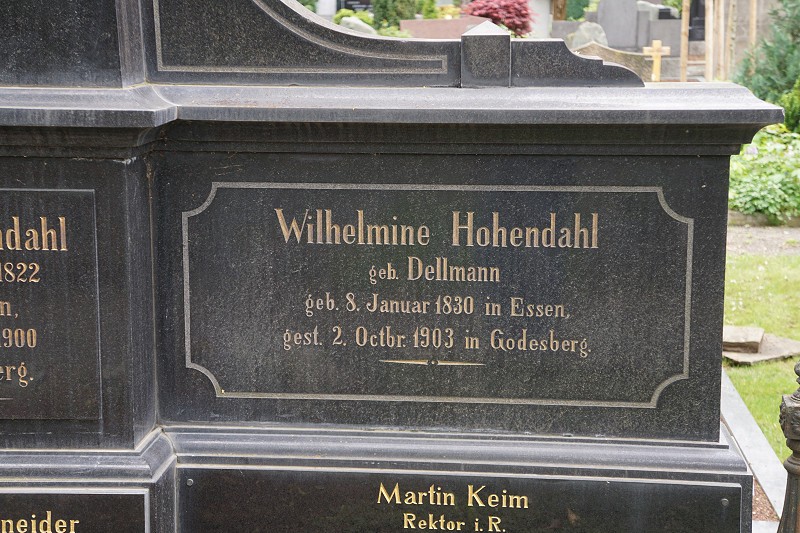 ndahl
1822
n,
1900
erg.
Wilhelmine Hohendahl
geb. Dellmann
geb. 8. Januar 1830 in Essen,
gest. 2. Octbr. 1903 in Godesberg.
neider
Martin Keim
Rektor i. R.